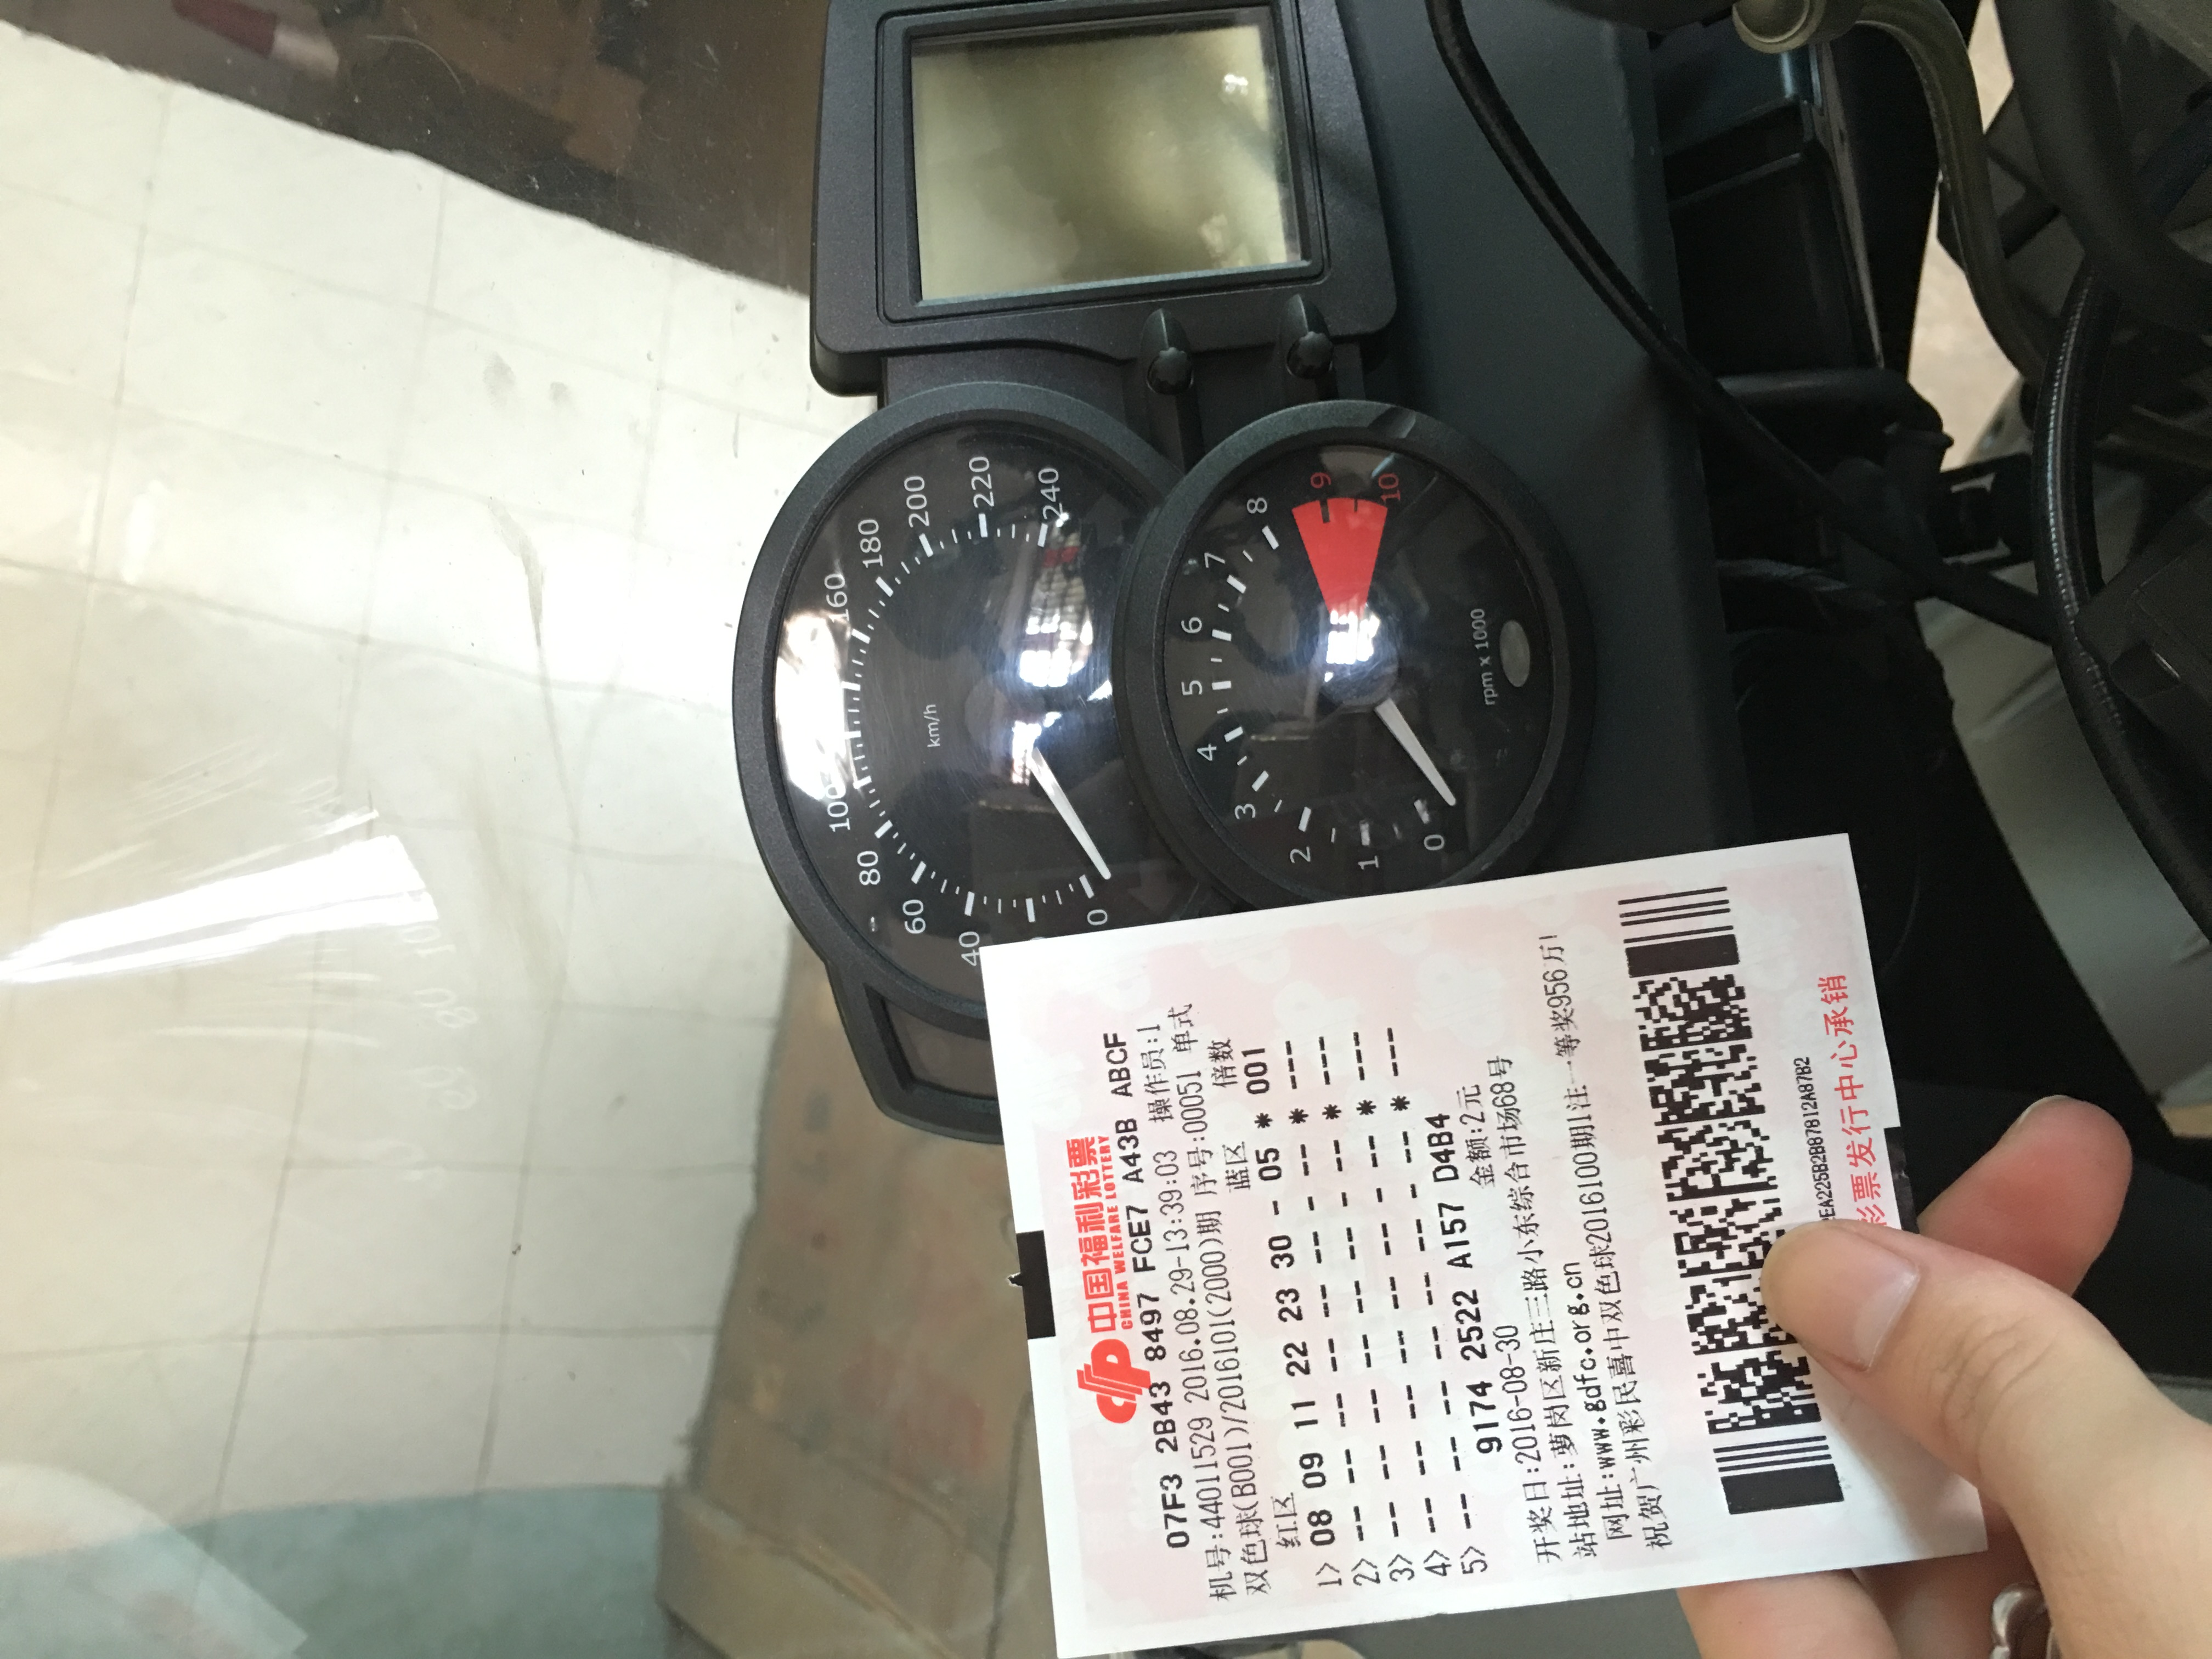 中国福利彩票
CHINA WELFARE LOTTERY
07F3 2B43 8497 FCE7 A43B ABCF
机号:44011529 2016.08.29-13:39:03 操作员:1
双色球(B001)/2016101(2000)期 序号:00051 单式
红区 蓝区 倍数
1> 08 09 11 22 23 30 - 05 * 001
2> -- -- -- -- -- -- - -- * ---
3> -- -- -- -- -- -- - -- * ---
4> -- -- -- -- -- -- - -- * ---
5> -- -- -- -- -- -- - -- * ---
9174 2522 A157 D4B4
开奖日:2016-08-30 金额:2元
站地址:萝岗区新庄三路小东综合市场68号
网址:www.gdfc.org.cn
祝贺广州彩民喜中双色球2016100期1注一等奖956万!
EA225B2B87812A87B2
彩票发行中心承销
0
40
60
80
100
160
180
200
220
240
km/h
0
1
2
3
4
5
6
7
8
9
10
rpm x 1000